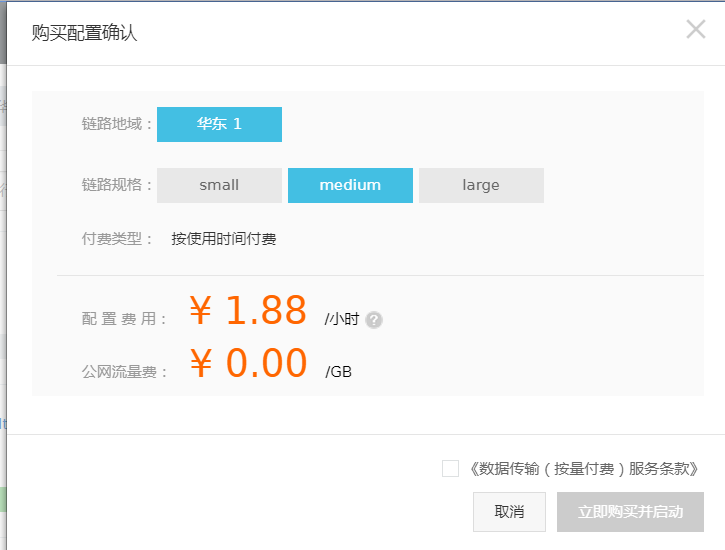 购买配置确认
链路地域： 华东 1
链路规格： small medium large
付费类型： 按使用时间付费
配 置 费 用： ¥ 1.88 /小时 ?
公网流量费： ¥ 0.00 /GB
《数据传输（按量付费）服务条款》
取消 立即购买并启动